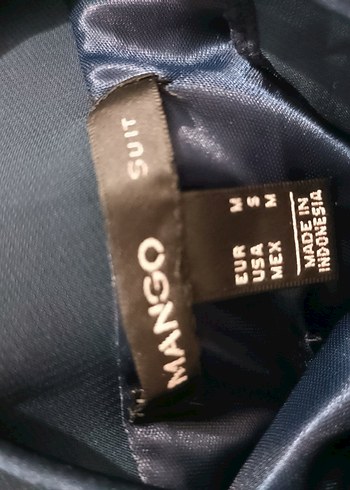 MANGO SUIT
EUR M
USA S
MEX M
MADE IN
INDONESIA